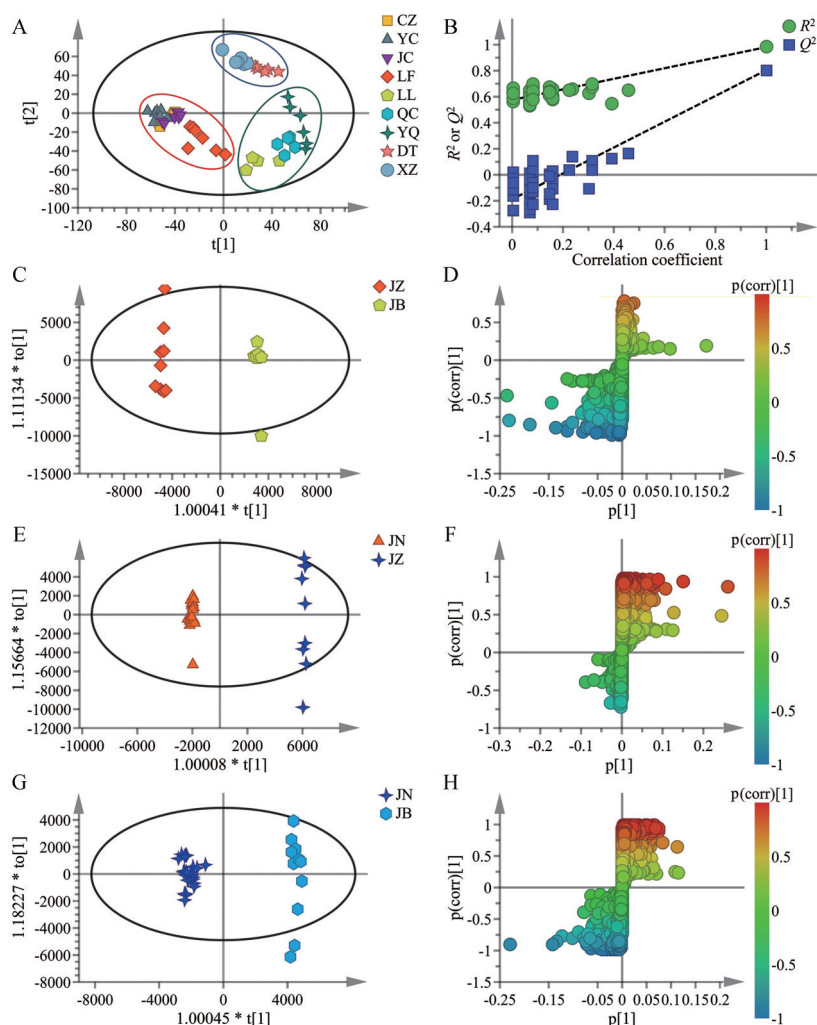 A
CZ
YC
JC
LF
LL
QC
YQ
DT
XZ
t[2]
60
40
20
0
-20
-40
-60
-80
-100
-120 -80 -40 0 40 80
t[1]
B
R² Q²
R² or Q²
1
0.8
0.6
0.4
0.2
0
-0.2
-0.4
0 0.2 0.4 0.6 0.8 1
Correlation coefficient
C
JZ
JB
1.11134 * to[1]
5000
0
-5000
-10000
-15000
-8000 -4000 0 4000 8000
1.00041 * t[1]
D
p(corr)[1]
p(corr)[1]
0.5
0
-0.5
-1
-1.5
-0.25 -0.15 -0.05 0 0.050.10.150.2
p[1]
1
0.5
0
-0.5
-1
E
JN
JZ
1.15664 * to[1]
6000
4000
2000
0
-2000
-4000
-6000
-8000
-10000
-12000
-10000 -6000 -2000 2000 6000
1.00008 * t[1]
F
p(corr)[1]
p(corr)[1]
1
0.5
0
-0.5
-1
-0.3 -0.2 -0.1 0 0.1 0.2
p[1]
1
0.5
0
-0.5
-1
G
JN
JB
1.18227 * to[1]
6000
4000
2000
0
-2000
-4000
-6000
-8000
-8000 -4000 0 4000
1.00045 * t[1]
H
p(corr)[1]
p(corr)[1]
1
0.5
0
-0.5
-1
-1.5
-0.25 -0.15 -0.05 0 0.050.10.150.2
p[1]
1
0.5
0
-0.5
-1